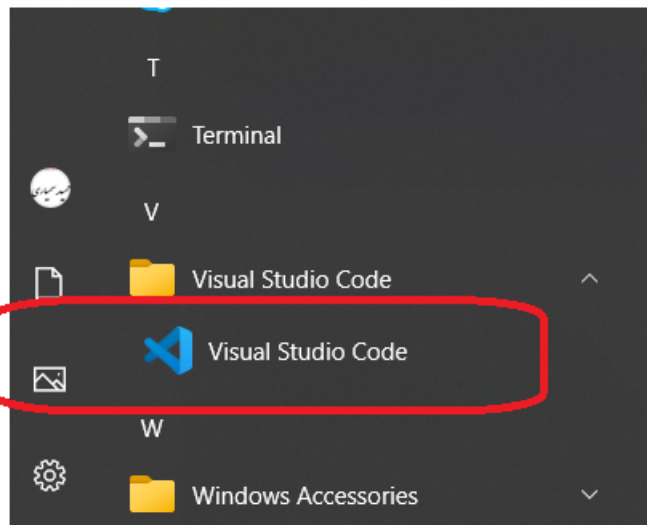 T
Terminal
V
Visual Studio Code
Visual Studio Code
W
Windows Accessories